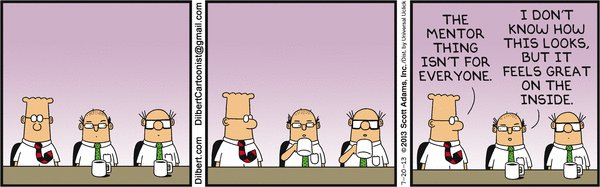 Dilbert.com DilbertCartoonist@gmail.com
7-20-13 ©2013 Scott Adams, Inc. /Dist. by Universal Uclick
THE
MENTOR
THING
ISN'T FOR
EVERYONE.
I DON'T
KNOW HOW
THIS LOOKS,
BUT IT
FEELS GREAT
ON THE
INSIDE.